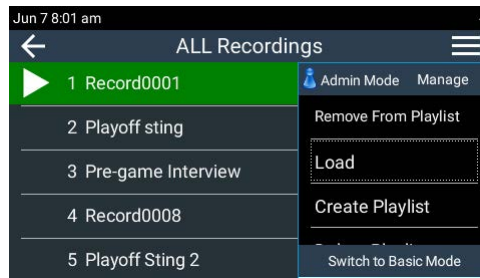 Jun 7 8:01 am
ALL Recordings
1 Record0001
2 Playoff sting
3 Pre-game Interview
4 Record0008
5 Playoff Sting 2
Admin Mode Manage
Remove From Playlist
Load
Create Playlist
Switch to Basic Mode